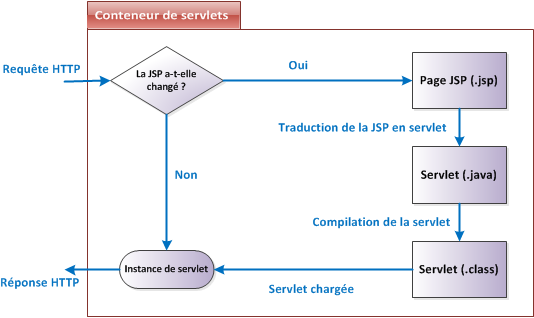 Conteneur de servlets
Requête HTTP
La JSP a-t-elle
changé ?
Oui
Page JSP (.jsp)
Traduction de la JSP en servlet
Non
Servlet (.java)
Compilation de la servlet
Réponse HTTP
Instance de servlet
Servlet chargée
Servlet (.class)